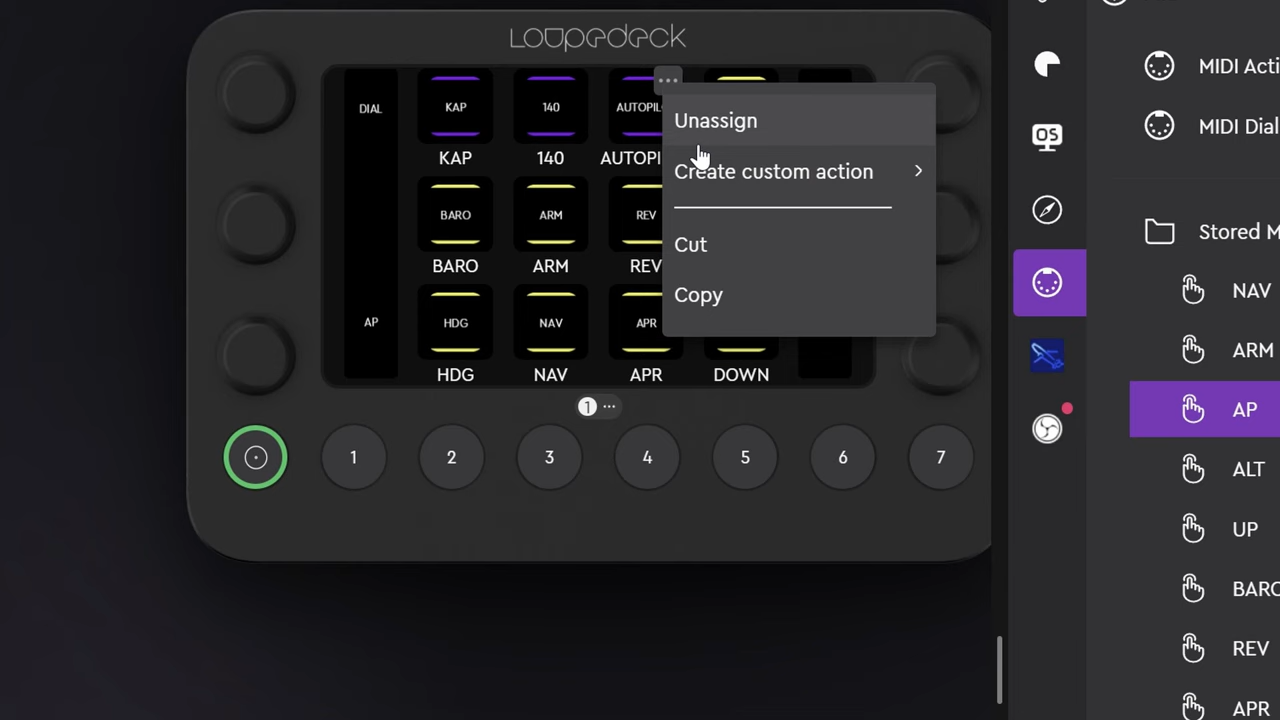 Loupedeck
DIAL
KAP
140
AUTOPIL
KAP
140
AUTOPI
BARO
ARM
REV
BARO
ARM
REV
AP
HDG
NAV
APR
HDG
NAV
APR
DOWN
Unassign
Create custom action
Cut
Copy
1
1
2
3
4
5
6
7
OS
MIDI Acti
MIDI Dial
Stored M
NAV
ARM
AP
ALT
UP
BARO
REV
APR